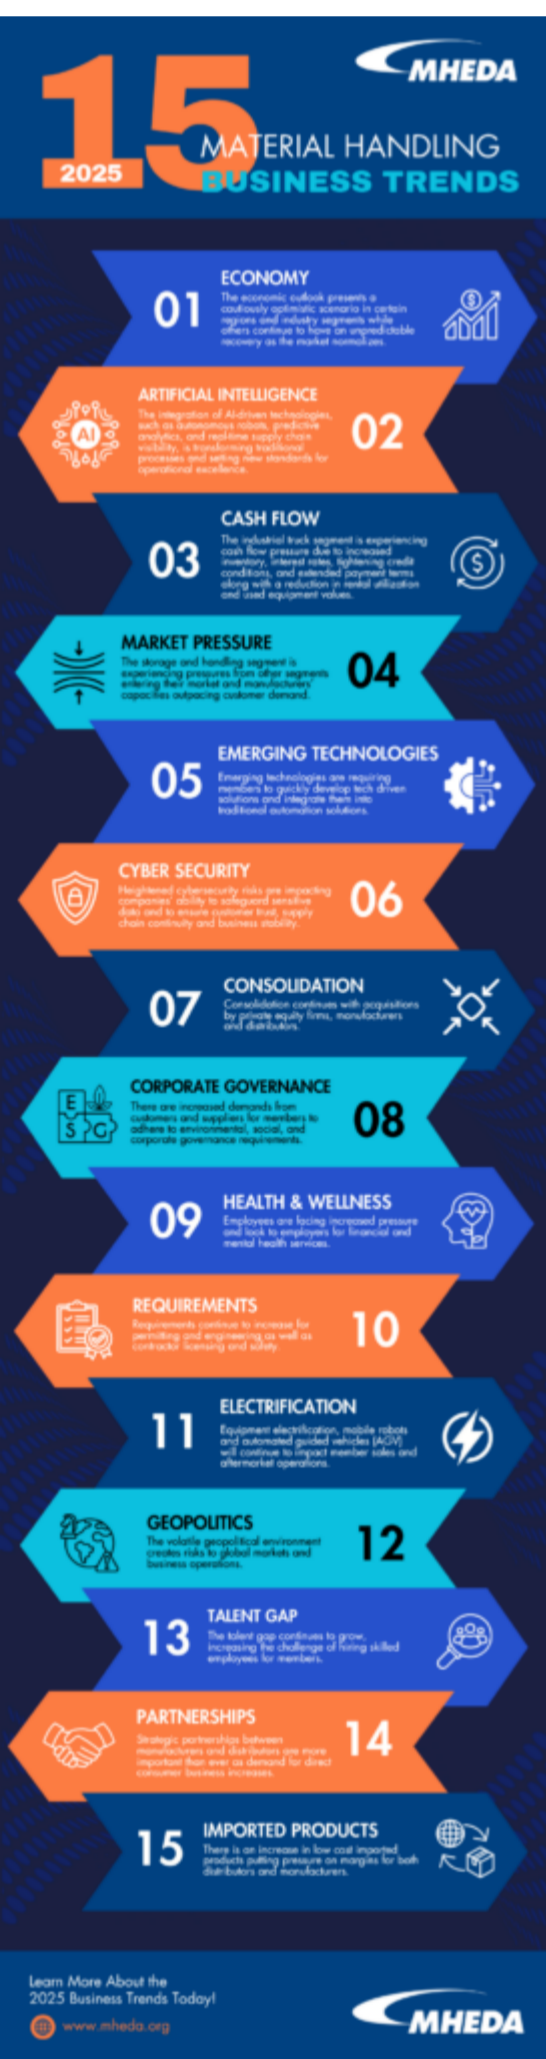 MHEDA
15
2025
MATERIAL HANDLING
BUSINESS TRENDS
ECONOMY
01
The economic outlook presents a
cautiously optimistic scenario in certain
regions and industry segments while
others continue to have an unpredictable
recovery as the market normalizes.
ARTIFICIAL INTELLIGENCE
AI
The integration of AI-driven technologies,
such as autonomous robots, predictive
analytics, and real-time supply chain
visibility, is transforming traditional
processes and setting new standards for
operational excellence.
02
CASH FLOW
03
The industrial truck segment is experiencing
cash flow pressure due to increased
inventory, interest rates, tightening credit
conditions, and extended payment terms
along with a reduction in rental utilization
and used equipment values.
MARKET PRESSURE
The storage and handling segment is
experiencing pressures from other segments
entering their market and manufacturers'
capacities outpacing customer demand.
04
EMERGING TECHNOLOGIES
05
Emerging technologies are requiring
members to quickly develop tech driven
solutions and integrate them into
traditional automation solutions.
CYBER SECURITY
Heightened cybersecurity risks are impacting
companies' ability to safeguard sensitive
data and to ensure customer trust, supply
chain continuity and business stability.
06
CONSOLIDATION
07
Consolidation continues with acquisitions
by private equity firms, manufacturers
and distributors.
CORPORATE GOVERNANCE
E
S G
There are increased demands from
customers and suppliers for members to
adhere to environmental, social, and
corporate governance requirements.
08
HEALTH & WELLNESS
09
Employees are facing increased pressure
and look to employers for financial and
mental health services.
REQUIREMENTS
Requirements continue to increase for
permitting and engineering as well as
contractor licensing and safety.
10
ELECTRIFICATION
11
Equipment electrification, mobile robots
and automated guided vehicles (AGV)
will continue to impact member sales and
aftermarket operations.
GEOPOLITICS
The volatile geopolitical environment
creates risks to global markets and
business operations.
12
TALENT GAP
13
The talent gap continues to grow,
increasing the challenge of hiring skilled
employees for members.
PARTNERSHIPS
Strategic partnerships between
manufacturers and distributors are more
important than ever as demand for direct
consumer business increases.
14
IMPORTED PRODUCTS
15
There is an increase in low cost imported
products putting pressure on margins for both
distributors and manufacturers.
Learn More About the
2025 Business Trends Today!
www.mheda.org
MHEDA